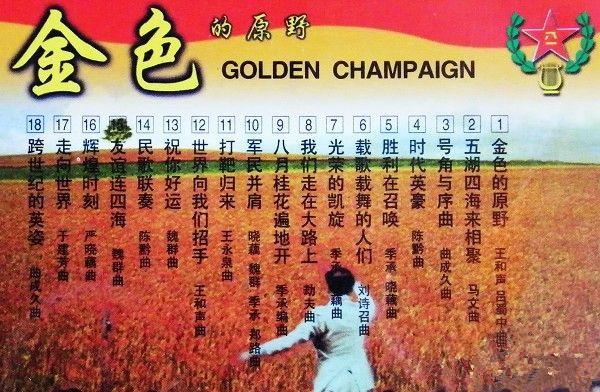 金色的原野
GOLDEN CHAMPAIGN
八一
1 金色的原野 王和声 吕蜀中曲
2 五湖四海来相聚 马文曲
3 号角与序曲 曲成久曲
4 时代英豪 陈黔曲
5 胜利在召唤 季承 晓藕曲
6 载歌载舞的人们 刘诗召曲
7 光荣的凯旋 季 藕曲
8 我们走在大路上 劫夫曲
9 八月桂花遍地开 季承编曲
10 军民并肩 晓藕 魏群 季承 郝路曲
11 打靶归来 王永泉曲
12 世界向我们招手 王和声曲
13 祝你好运 魏群曲
14 民歌联奏 陈黔曲
15 友谊连四海 魏群曲
16 辉煌时刻 严晓藕曲
17 走向世界 于建芳曲
18 跨世纪的英姿 曲成久曲